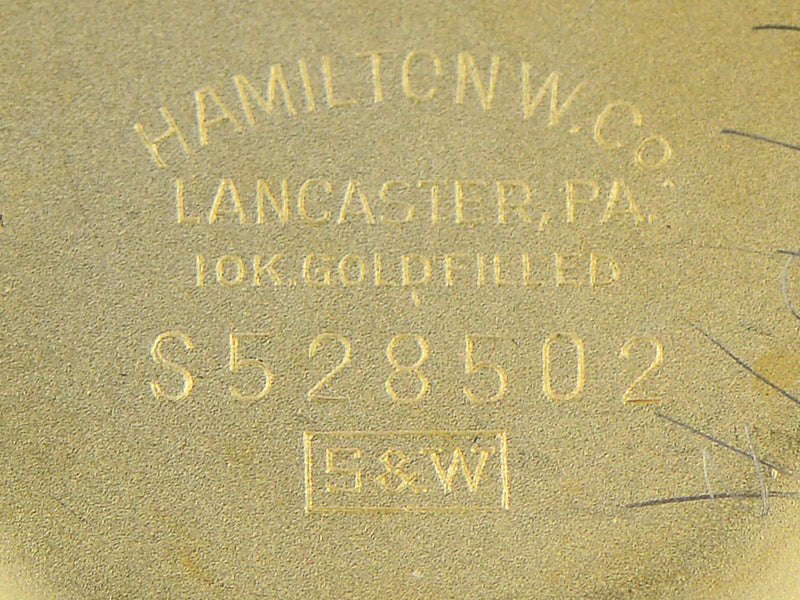 HAMILTON W. Co.
LANCASTER, PA.
10K. GOLD FILLED
S528502
S&W